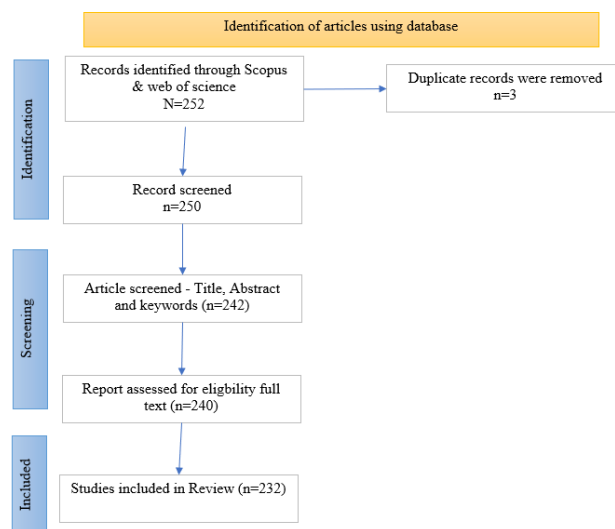 Identification of articles using database
Identification
Records identified through Scopus
& web of science
N=252
Duplicate records were removed
n=3
Record screened
n=250
Screening
Article screened - Title, Abstract
and keywords (n=242)
Report assessed for eligbility full
text (n=240)
Included
Studies included in Review (n=232)